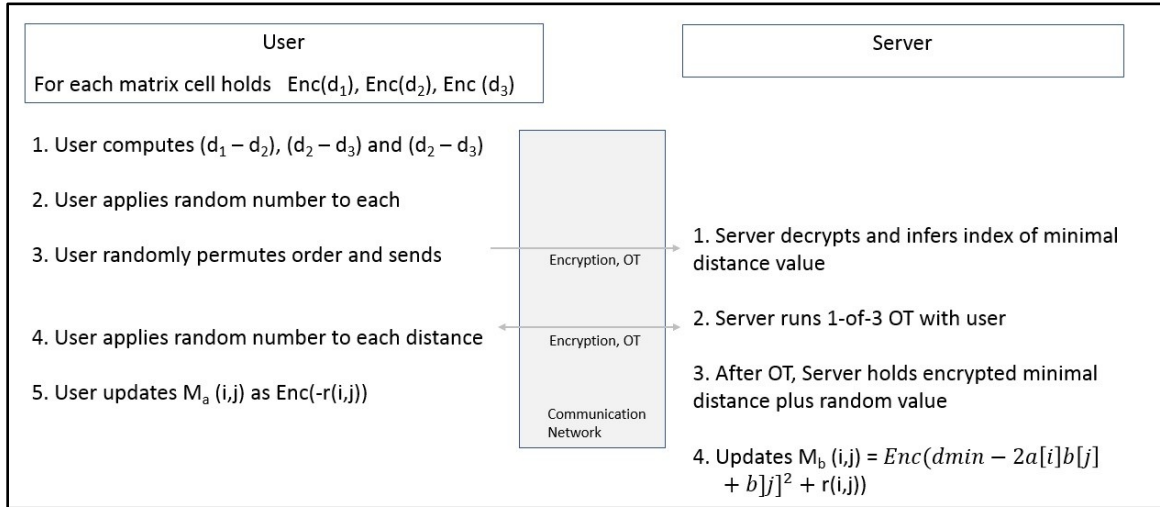 User
For each matrix cell holds Enc(d₁), Enc(d₂), Enc (d₃)
Server
1. User computes (d₁ – d₂), (d₂ – d₃) and (d₂ – d₃)
2. User applies random number to each
3. User randomly permutes order and sends
4. User applies random number to each distance
5. User updates Mₐ (i,j) as Enc(-r(i,j))
Encryption, OT
Encryption, OT
Communication
Network
1. Server decrypts and infers index of minimal
distance value
2. Server runs 1-of-3 OT with user
3. After OT, Server holds encrypted minimal
distance plus random value
4. Updates M_b (i,j) = Enc(dmin − 2a[i]b[j]
+ b]j]² + r(i,j))